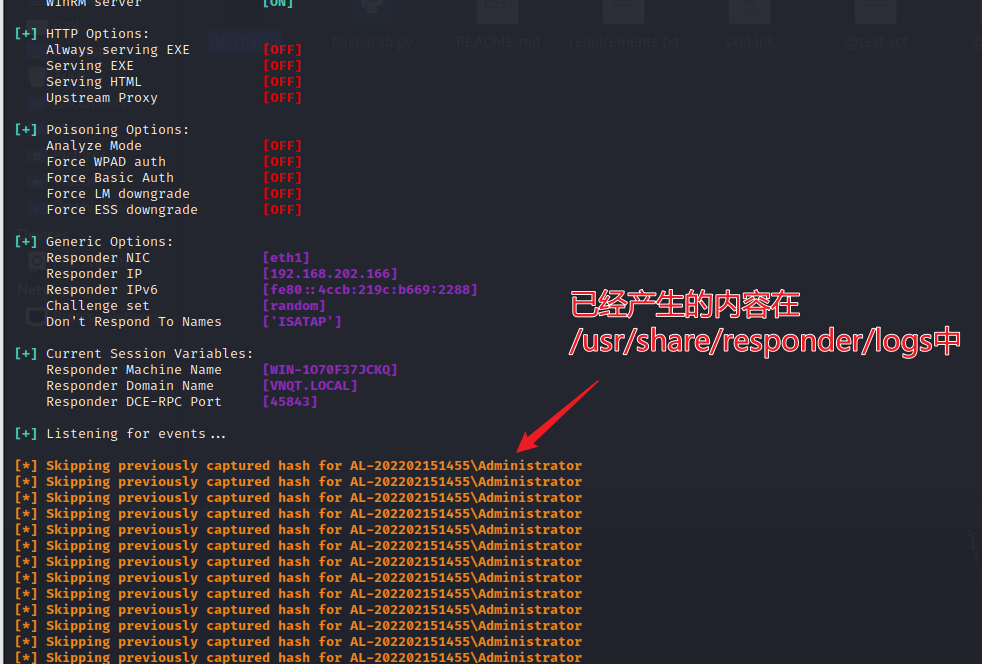 WinRM server [ON]
[+] HTTP Options:
Always serving EXE [OFF]
Serving EXE [OFF]
Serving HTML [OFF]
Upstream Proxy [OFF]
[+] Poisoning Options:
Analyze Mode [OFF]
Force WPAD auth [OFF]
Force Basic Auth [OFF]
Force LM downgrade [OFF]
Force ESS downgrade [OFF]
[+] Generic Options:
Responder NIC [eth1]
Responder IP [192.168.202.166]
Responder IPv6 [fe80::4ccb:219c:b669:2288]
Challenge set [random]
Don't Respond To Names ['ISATAP']
[+] Current Session Variables:
Responder Machine Name [WIN-1O70F37JCKQ]
Responder Domain Name [VNQT.LOCAL]
Responder DCE-RPC Port [45843]
[+] Listening for events...
已经产生的内容在
/usr/share/responder/logs中
[*] Skipping previously captured hash for AL-202202151455\Administrator
[*] Skipping previously captured hash for AL-202202151455\Administrator
[*] Skipping previously captured hash for AL-202202151455\Administrator
[*] Skipping previously captured hash for AL-202202151455\Administrator
[*] Skipping previously captured hash for AL-202202151455\Administrator
[*] Skipping previously captured hash for AL-202202151455\Administrator
[*] Skipping previously captured hash for AL-202202151455\Administrator
[*] Skipping previously captured hash for AL-202202151455\Administrator
[*] Skipping previously captured hash for AL-202202151455\Administrator
[*] Skipping previously captured hash for AL-202202151455\Administrator
[*] Skipping previously captured hash for AL-202202151455\Administrator
[*] Skipping previously captured hash for AL-202202151455\Administrator
[*] Skipping previously captured hash for AL-202202151455\Administrator
hashgrab.py
README.md
requirements.txt
@test.scf